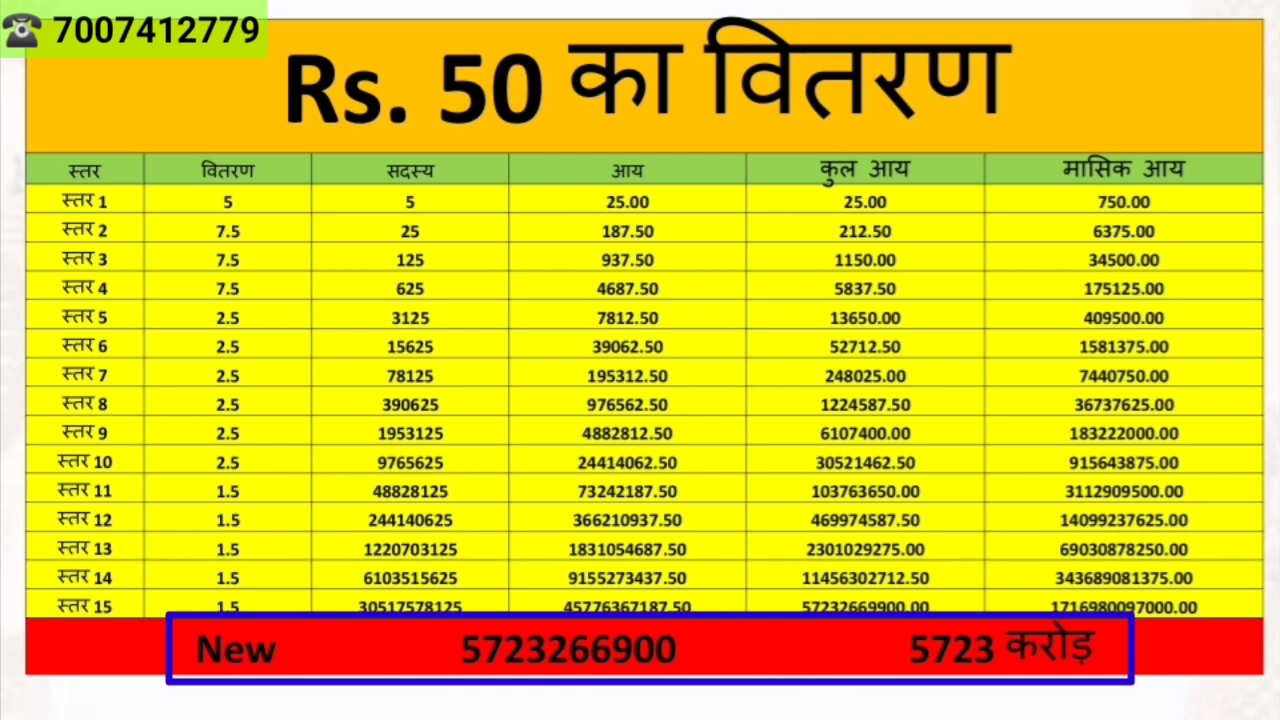 7007412779
Rs. 50 का वितरण
स्तर वितरण सदस्य आय कुल आय मासिक आय
स्तर 1 5 5 25.00 25.00 750.00
स्तर 2 7.5 25 187.50 212.50 6375.00
स्तर 3 7.5 125 937.50 1150.00 34500.00
स्तर 4 7.5 625 4687.50 5837.50 175125.00
स्तर 5 2.5 3125 7812.50 13650.00 409500.00
स्तर 6 2.5 15625 39062.50 52712.50 1581375.00
स्तर 7 2.5 78125 195312.50 248025.00 7440750.00
स्तर 8 2.5 390625 976562.50 1224587.50 36737625.00
स्तर 9 2.5 1953125 4882812.50 6107400.00 183222000.00
स्तर 10 2.5 9765625 24414062.50 30521462.50 915643875.00
स्तर 11 1.5 48828125 73242187.50 103763650.00 3112909500.00
स्तर 12 1.5 244140625 366210937.50 469974587.50 14099237625.00
स्तर 13 1.5 1220703125 1831054687.50 2301029275.00 69030878250.00
स्तर 14 1.5 6103515625 9155273437.50 11456302712.50 343689081375.00
स्तर 15 1.5 30517578125 45776367187.50 57232669900.00 1716980097000.00
New 5723266900 5723 करोड़